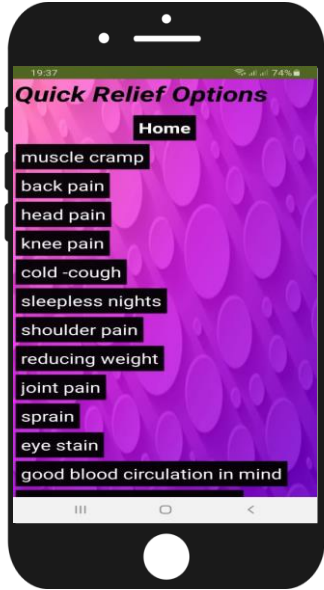 19:37 74%
Quick Relief Options
Home
muscle cramp
back pain
head pain
knee pain
cold -cough
sleepless nights
shoulder pain
reducing weight
joint pain
sprain
eye stain
good blood circulation in mind